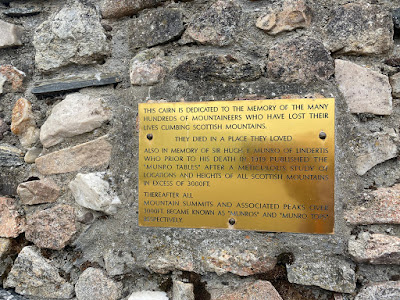 THIS CAIRN IS DEDICATED TO THE MEMORY OF THE MANY
HUNDREDS OF MOUNTAINEERS WHO HAVE LOST THEIR
LIVES CLIMBING SCOTTISH MOUNTAINS.
THEY DIED IN A PLACE THEY LOVED
ALSO IN MEMORY OF SIR HUGH T. MUNRO OF LINDERTIS
WHO PRIOR TO HIS DEATH IN PUBLISHED THE
"MUNRO TABLES" AFTER A METICULOUS STUDY OF
LOCATIONS AND HEIGHTS OF ALL SCOTTISH MOUNTAINS
IN EXCESS OF 3000FT.
THEREAFTER ALL
MOUNTAIN SUMMITS AND ASSOCIATED PEAKS OVER
BECAME KNOWN AS "MUNROS" AND "MUNRO TOPS"
RESPECTIVELY.